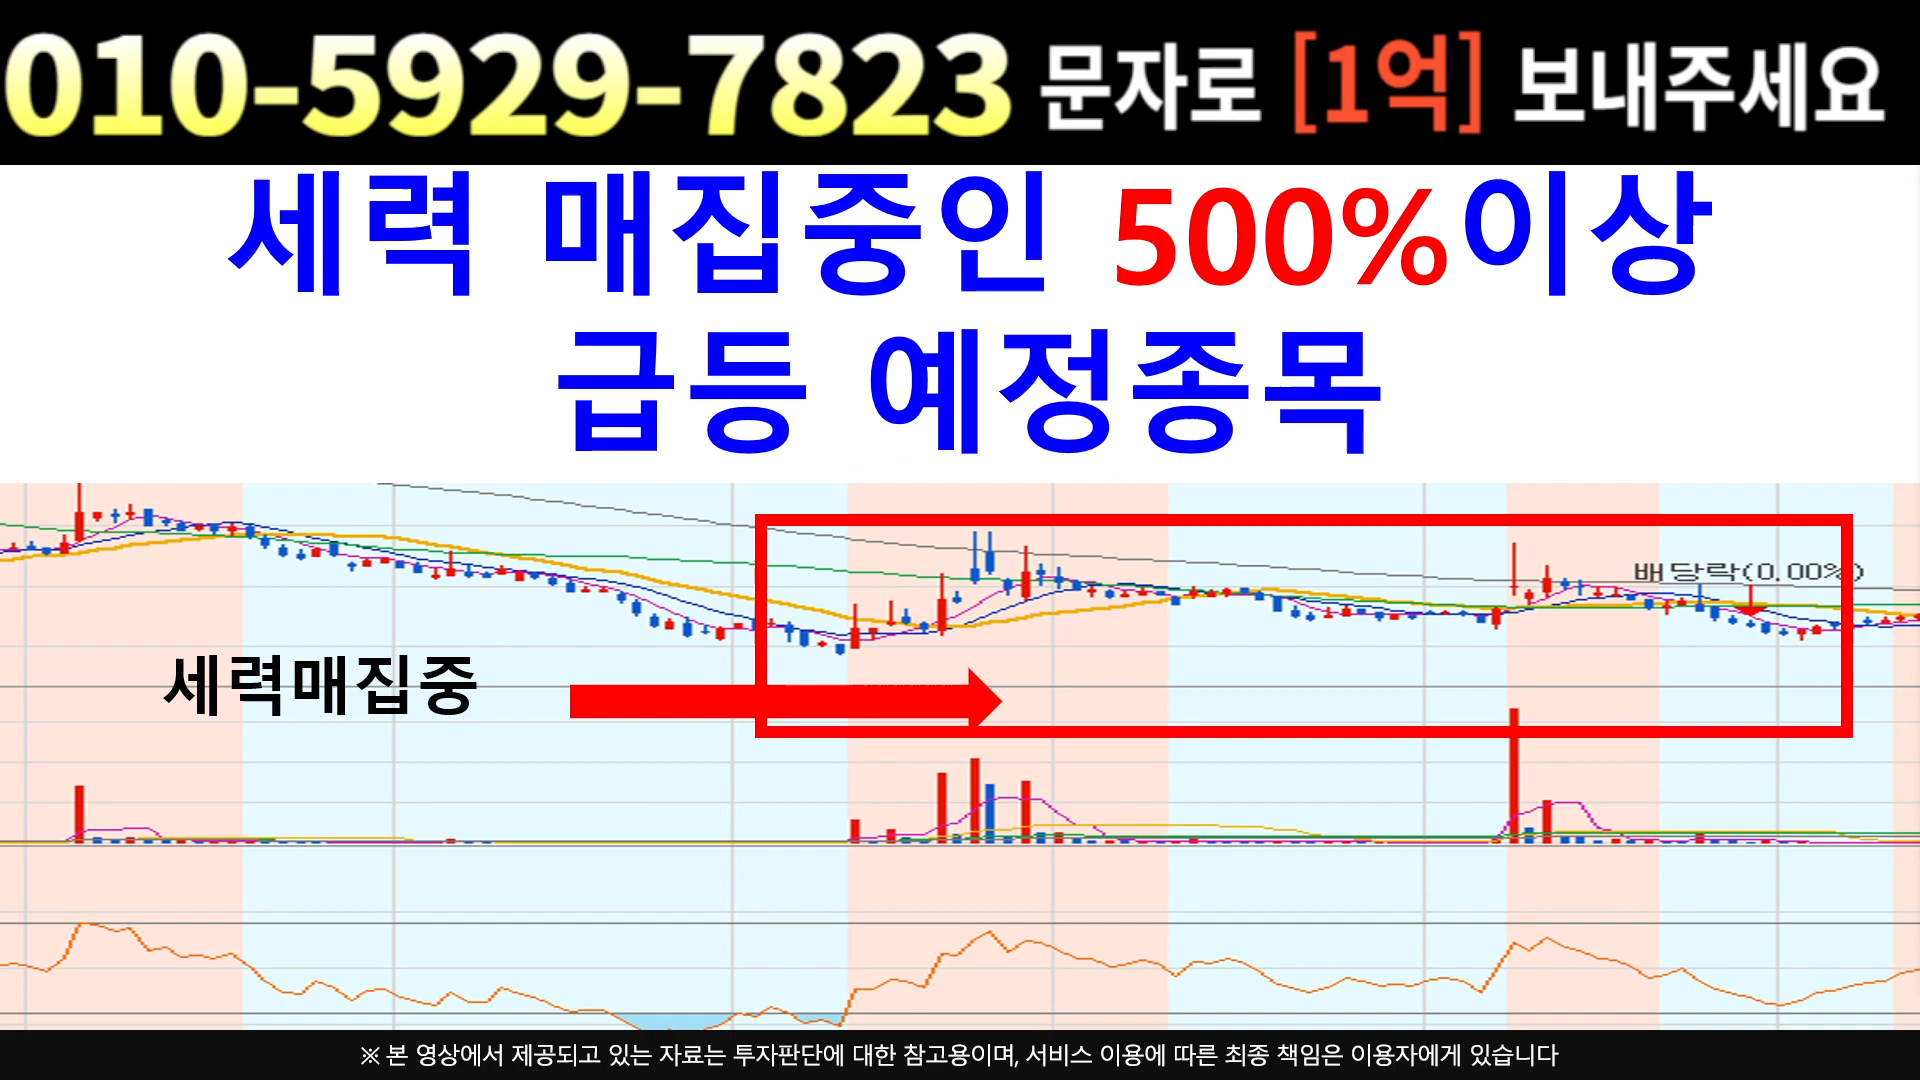 010-5929-7823 문자로 [1억] 보내주세요
세력 매집중인 500%이상
급등 예정종목
배당락(0.00%)
세력매집중
※ 본 영상에서 제공되고 있는 자료는 투자판단에 대한 참고용이며, 서비스 이용에 따른 최종 책임은 이용자에게 있습니다